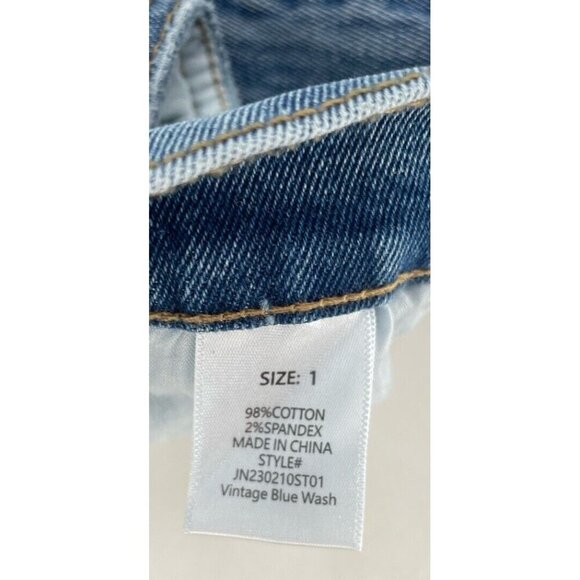 SIZE: 1
98%COTTON
2%SPANDEX
MADE IN CHINA
STYLE#
JN230210ST01
Vintage Blue Wash